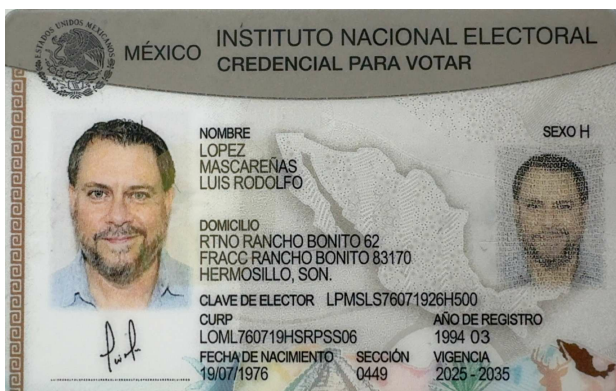 ESTADOS UNIDOS MEXICANOS
MÉXICO
INSTITUTO NACIONAL ELECTORAL
CREDENCIAL PARA VOTAR
NOMBRE
LOPEZ
MASCAREÑAS
LUIS RODOLFO
SEXO H
DOMICILIO
RTNO RANCHO BONITO 62
FRACC RANCHO BONITO 83170
HERMOSILLO, SON.
CLAVE DE ELECTOR LPMSLS76071926H500
CURP
LOML760719HSRPSS06
AÑO DE REGISTRO
1994 03
FECHA DE NACIMIENTO
19/07/1976
SECCIÓN
0449
VIGENCIA
2025 - 2035